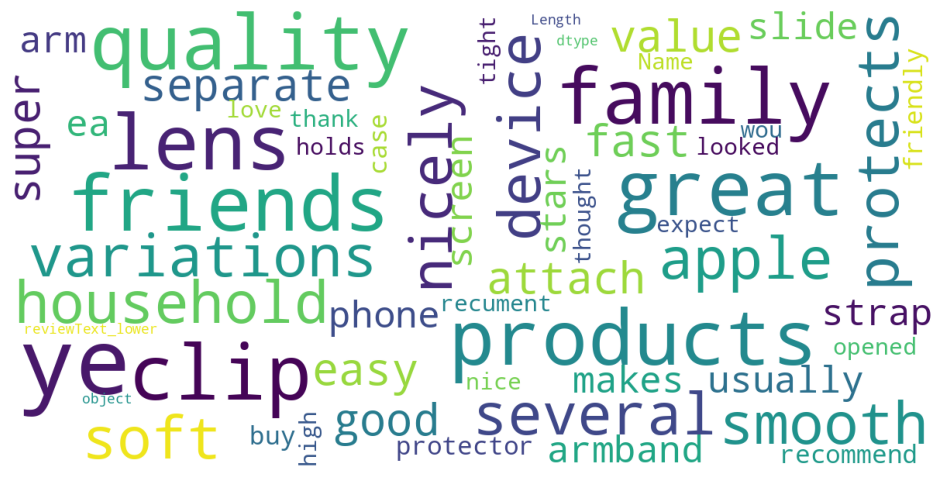 arm
quality
separate
super
ea
love
thank
lens
holds
case
friends
variations
household
reviewText_lower
ye
clip
object
soft
buy
high
easy
phone
good
nicely
screen
recument
nice
protector
tight
Length
dtype
device
stars
thought
attach
products
several
armband
makes
value
Name
slide
family
fast
wou
looked
great
expect
apple
protects
friendly
strap
opened
usually
smooth
recommend